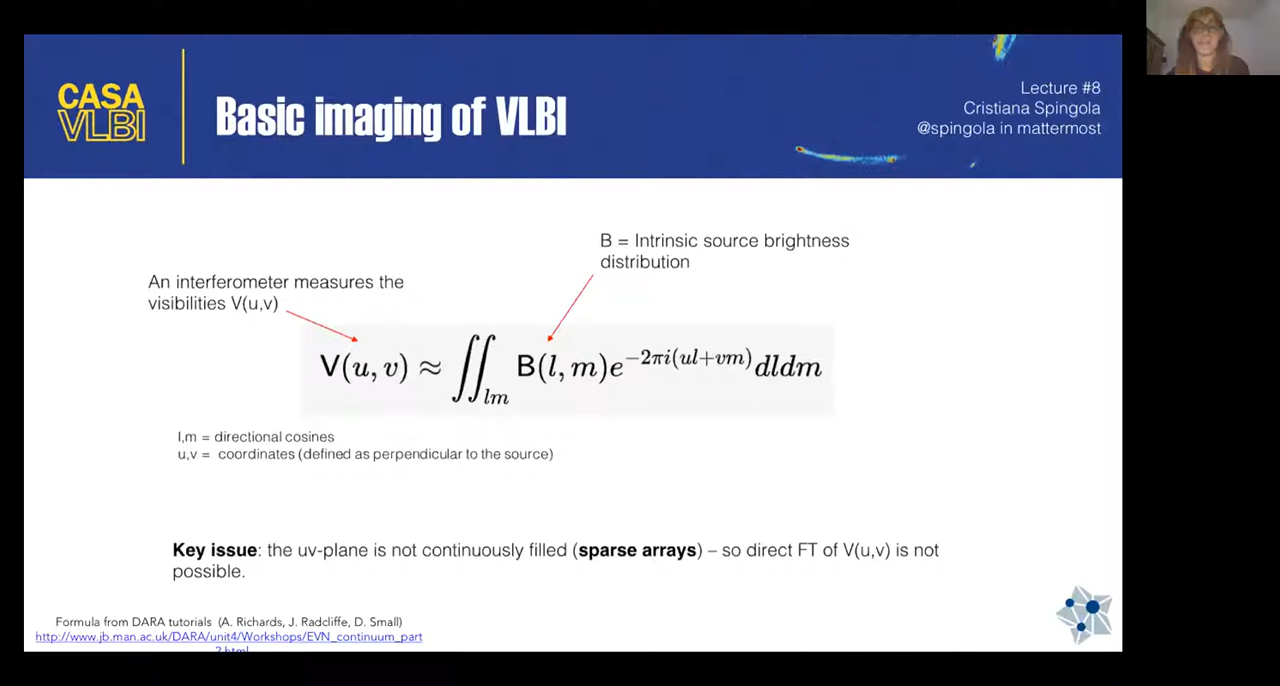 CASA
VLBI
Basic imaging of VLBI
Lecture #8
Cristiana Spingola
@spingola in mattermost
B = Intrinsic source brightness
distribution
An interferometer measures the
visibilities V(u,v)
V(u, v) ≈ ∬_{lm} B(l, m)e^{−2πi(ul+vm)}dldm
l,m = directional cosines
u,v = coordinates (defined as perpendicular to the source)
Key issue: the uv-plane is not continuously filled (sparse arrays) – so direct FT of V(u,v) is not
possible.
Formula from DARA tutorials (A. Richards, J. Radcliffe, D. Small)
http://www.jb.man.ac.uk/DARA/unit4/Workshops/EVN_continuum_part
2.html